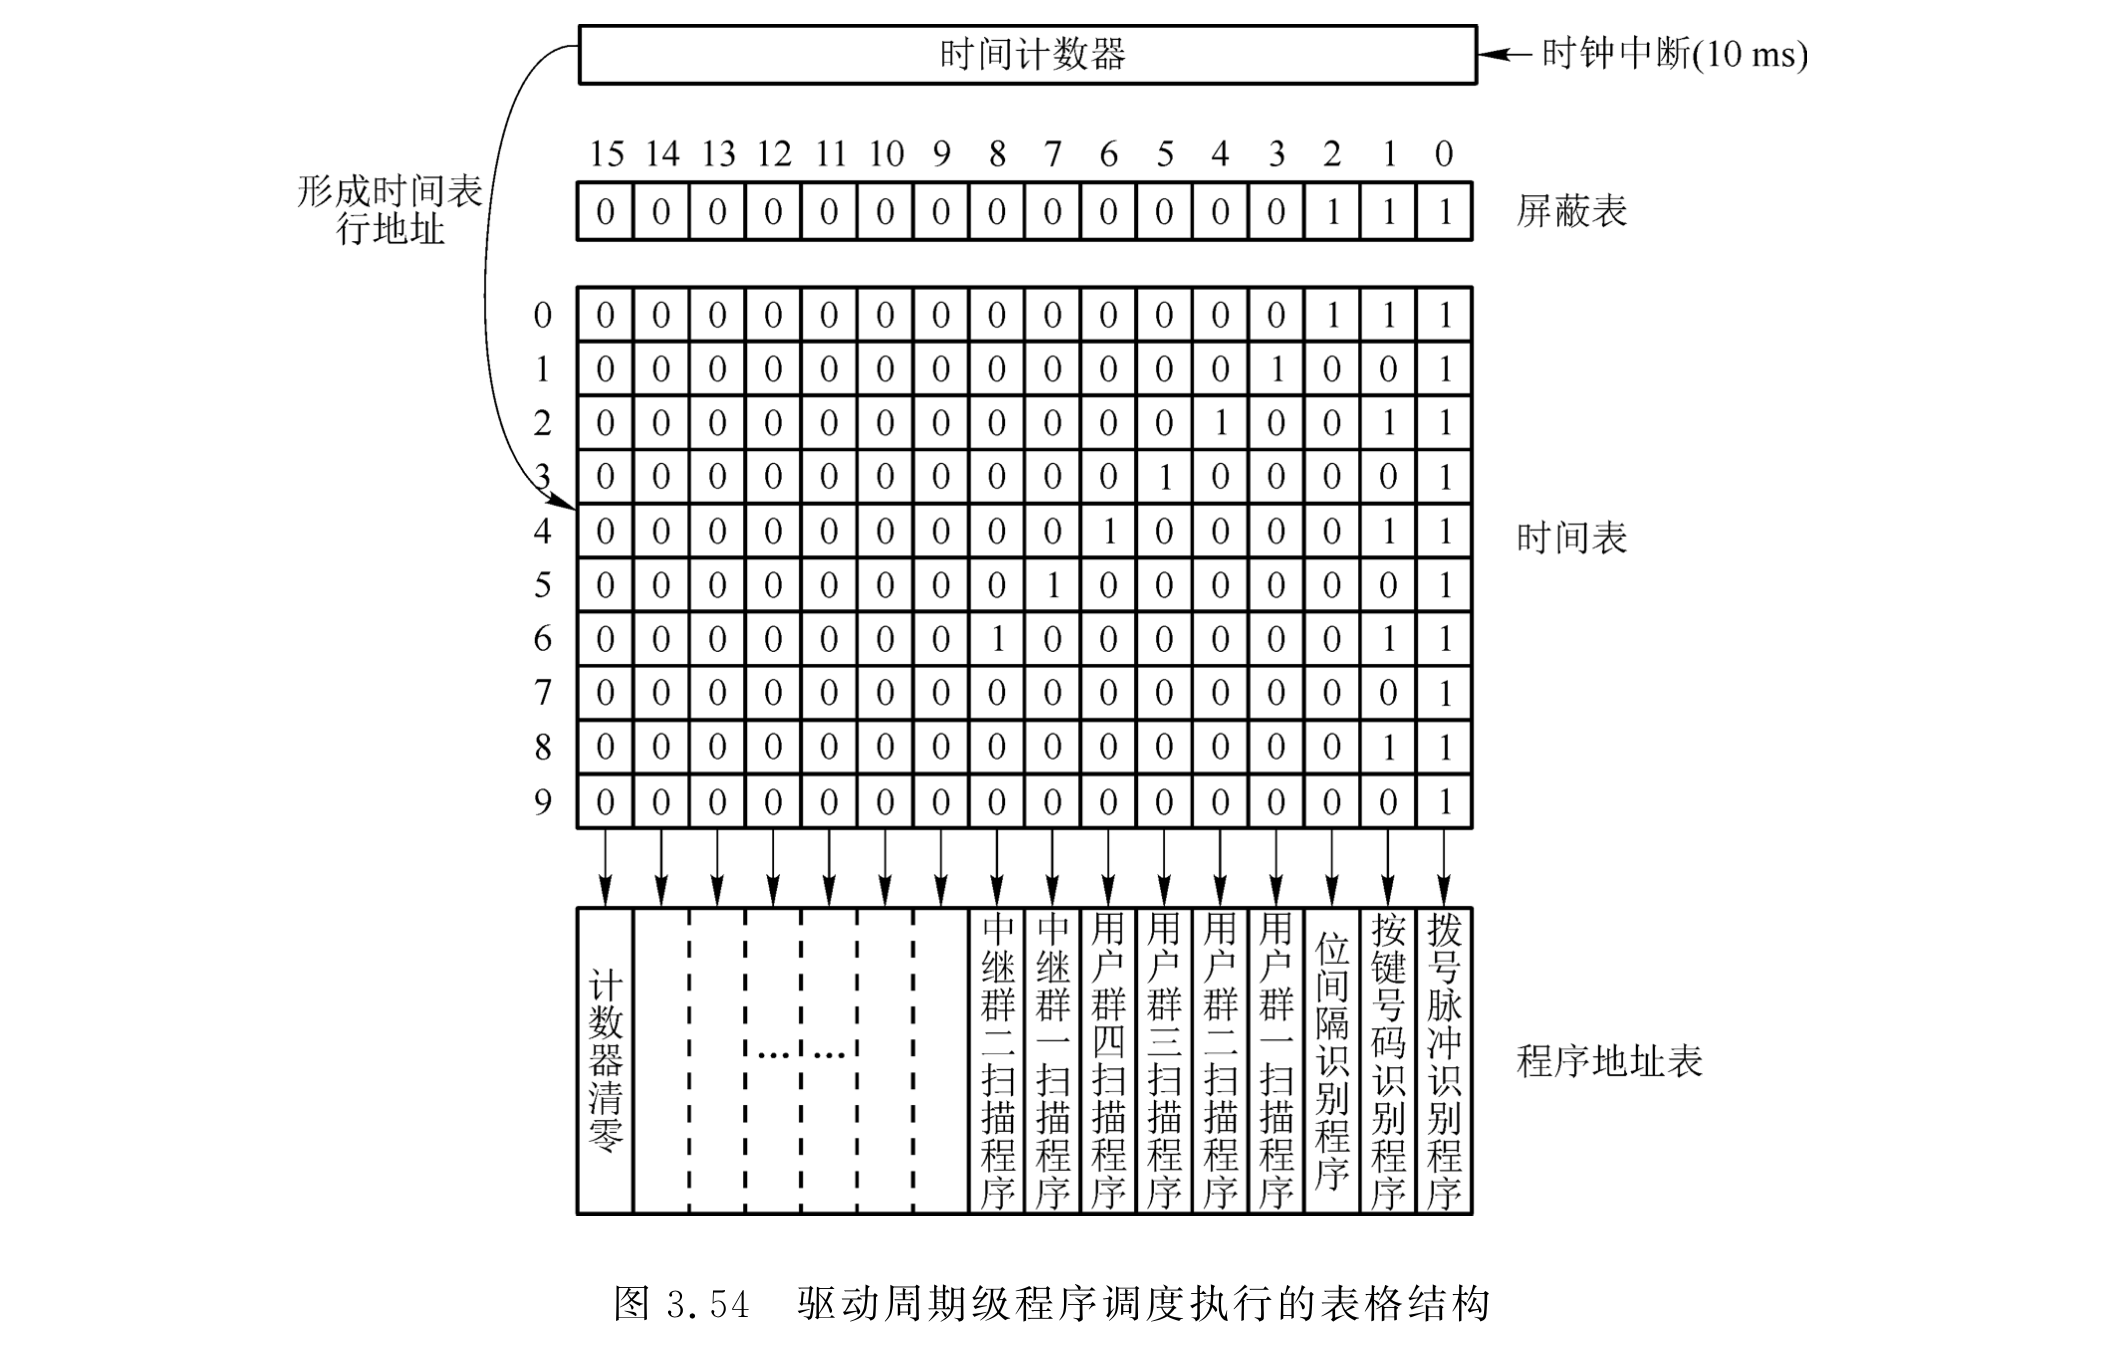 时间计数器
时钟中断(10 ms)
形成时间表
行地址
15 14 13 12 11 10 9 8 7 6 5 4 3 2 1 0
0 0 0 0 0 0 0 0 0 0 0 0 0 1 1 1
屏蔽表
0 0 0 0 0 0 0 0 0 0 0 0 0 0 1 1 1
1 0 0 0 0 0 0 0 0 0 0 0 0 1 0 0 1
2 0 0 0 0 0 0 0 0 0 0 0 1 0 0 1 1
3 0 0 0 0 0 0 0 0 0 0 1 0 0 0 0 1
4 0 0 0 0 0 0 0 0 0 1 0 0 0 0 1 1
5 0 0 0 0 0 0 0 0 1 0 0 0 0 0 0 1
6 0 0 0 0 0 0 0 1 0 0 0 0 0 0 1 1
7 0 0 0 0 0 0 0 0 0 0 0 0 0 0 0 1
8 0 0 0 0 0 0 0 0 0 0 0 0 0 0 1 1
9 0 0 0 0 0 0 0 0 0 0 0 0 0 0 0 1
时间表
计数器清零
… …
中继群二扫描程序
中继群一扫描程序
用户群四扫描程序
用户群三扫描程序
用户群二扫描程序
用户群一扫描程序
位间隔识别程序
按键号码识别程序
拨号脉冲识别程序
程序地址表
图 3.54 驱动周期级程序调度执行的表格结构